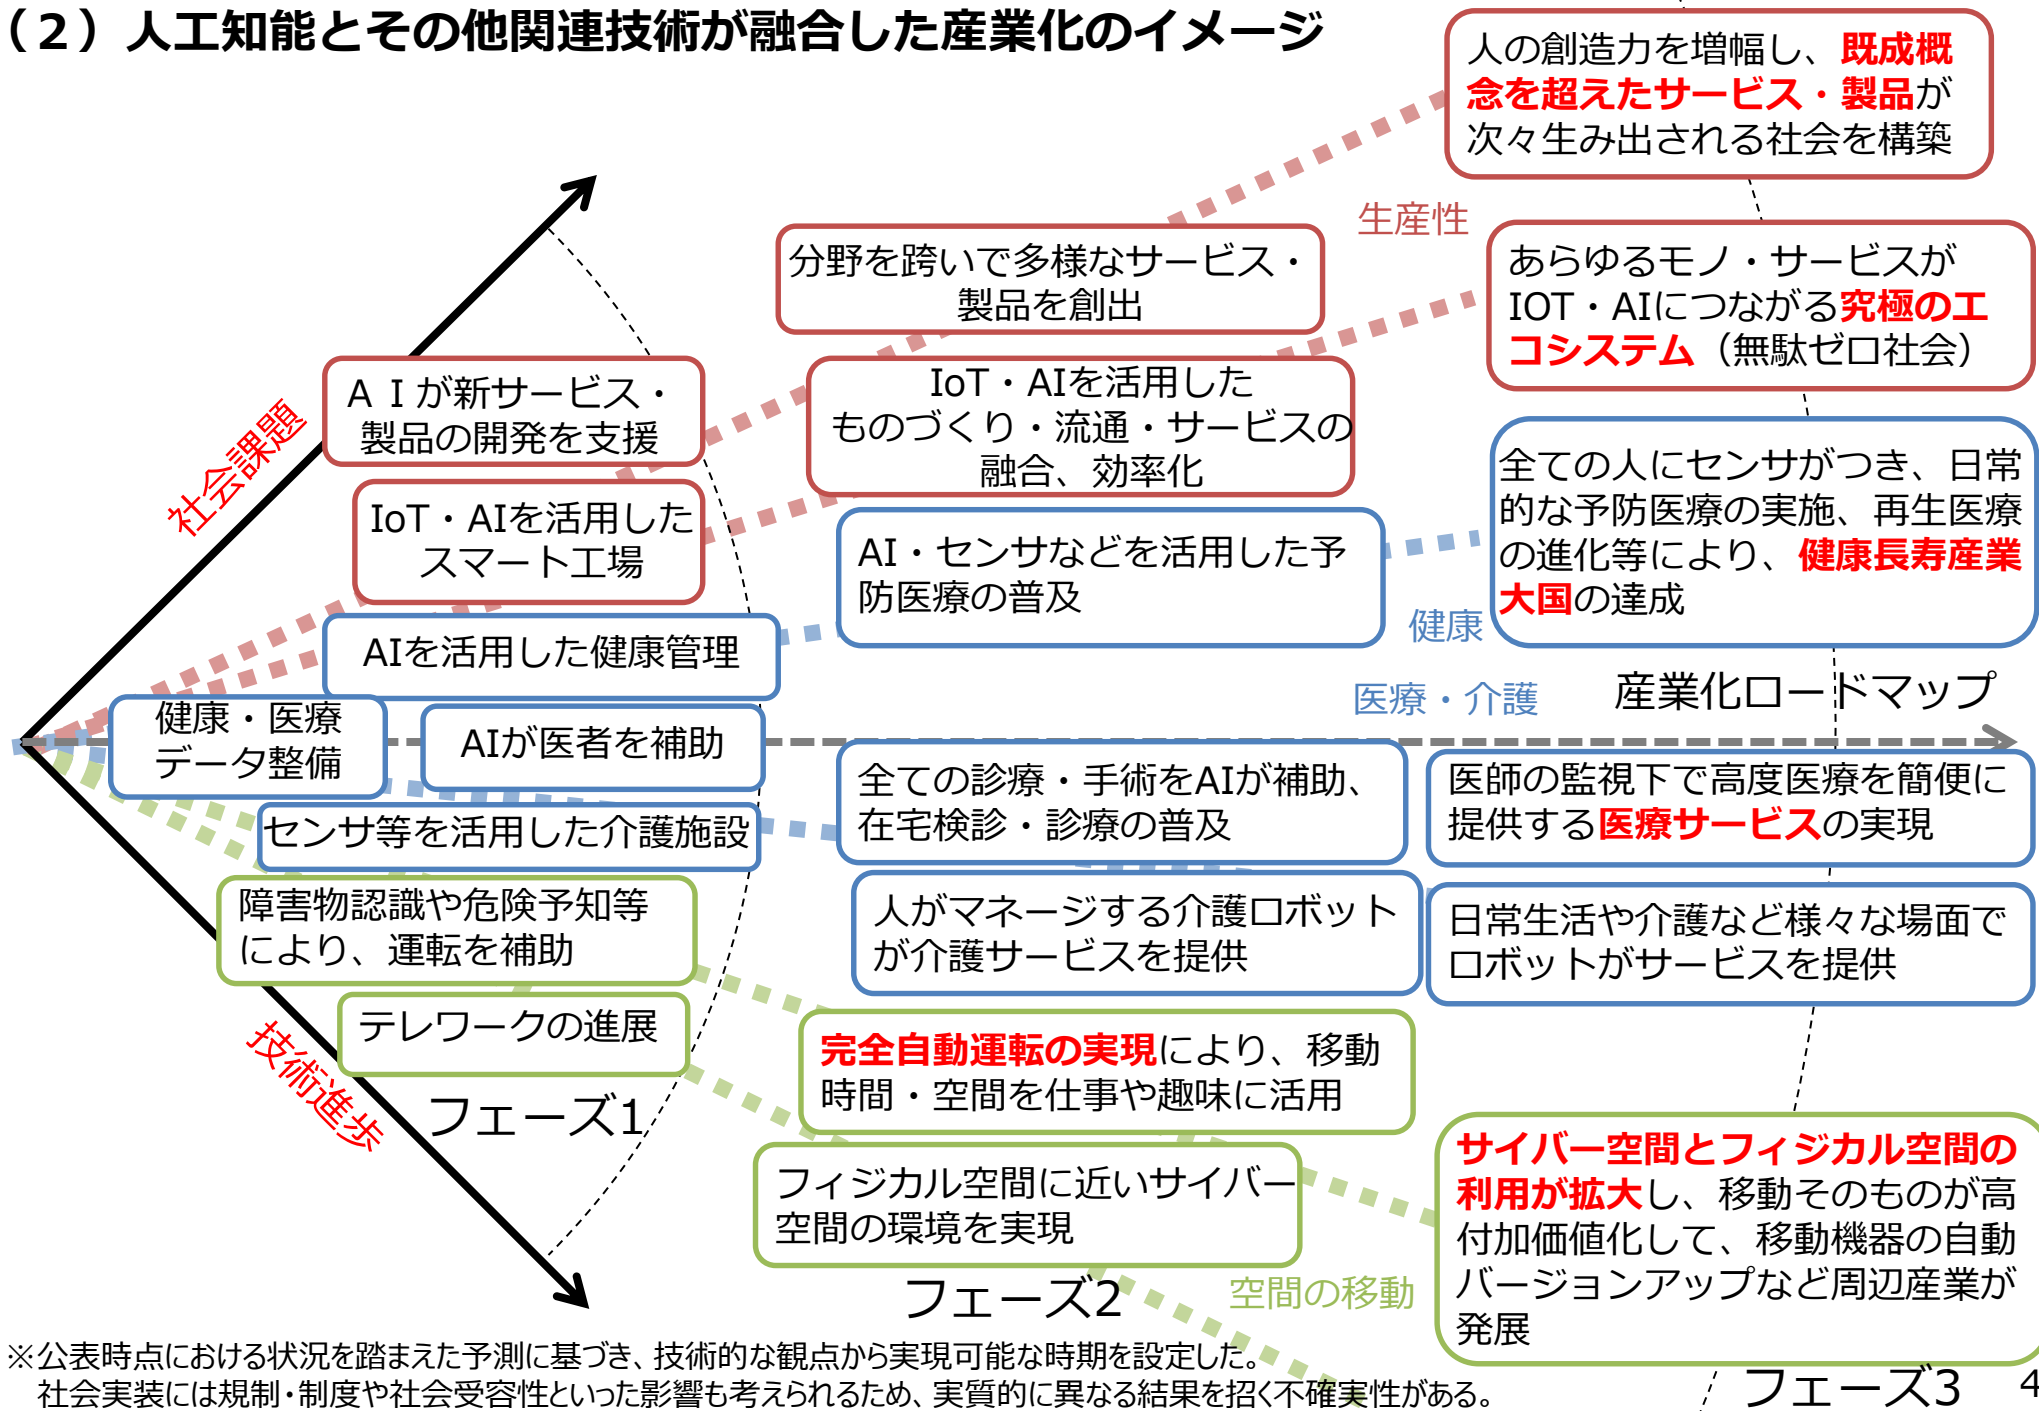 （２）人工知能とその他関連技術が融合した産業化のイメージ
人の創造力を増幅し、既成概
念を超えたサービス・製品が
次々生み出される社会を構築
生産性
分野を跨いで多様なサービス・
製品を創出
あらゆるモノ・サービスが
IOT・AIにつながる究極のエ
コシステム（無駄ゼロ社会）
ＡＩが新サービス・
製品の開発を支援
IoT・AIを活用した
ものづくり・流通・サービスの
融合、効率化
社会課題
IoT・AIを活用した
スマート工場
AI・センサなどを活用した予
防医療の普及
全ての人にセンサがつき、日常
的な予防医療の実施、再生医療
の進化等により、健康長寿産業
大国の達成
健康
AIを活用した健康管理
医療・介護
産業化ロードマップ
健康・医療
データ整備
AIが医者を補助
全ての診療・手術をAIが補助、
在宅検診・診療の普及
医師の監視下で高度医療を簡便に
提供する医療サービスの実現
センサ等を活用した介護施設
障害物認識や危険予知等
により、運転を補助
人がマネージする介護ロボット
が介護サービスを提供
日常生活や介護など様々な場面で
ロボットがサービスを提供
テレワークの進展
技術進歩
完全自動運転の実現により、移動
時間・空間を仕事や趣味に活用
フェーズ1
フィジカル空間に近いサイバー
空間の環境を実現
サイバー空間とフィジカル空間の
利用が拡大し、移動そのものが高
付加価値化して、移動機器の自動
バージョンアップなど周辺産業が
発展
フェーズ2
空間の移動
※公表時点における状況を踏まえた予測に基づき、技術的な観点から実現可能な時期を設定した。
社会実装には規制・制度や社会受容性といった影響も考えられるため、実質的に異なる結果を招く不確実性がある。
フェーズ3
4